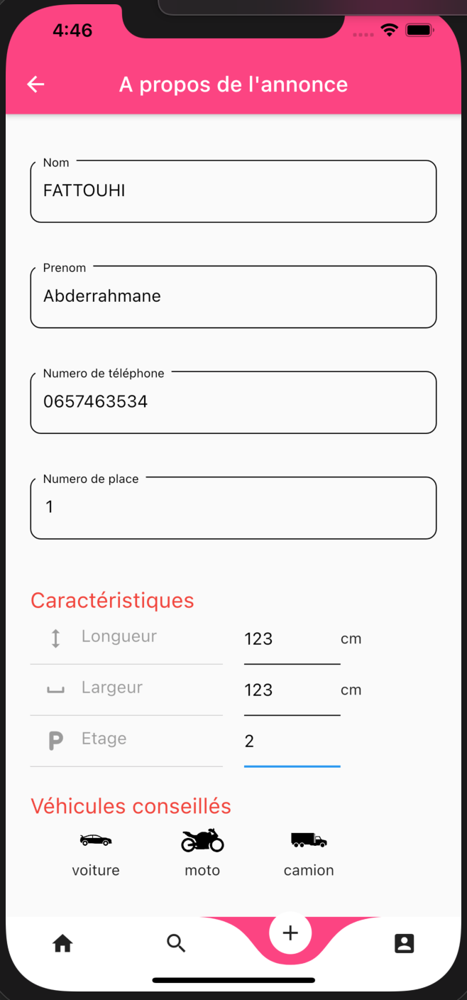 4:46
A propos de l'annonce
Nom
FATTOUHI
Prenom
Abderrahmane
Numero de téléphone
0657463534
Numero de place
1
Caractéristiques
Longueur 123 cm
Largeur 123 cm
P Etage 2
Véhicules conseillés
voiture moto camion